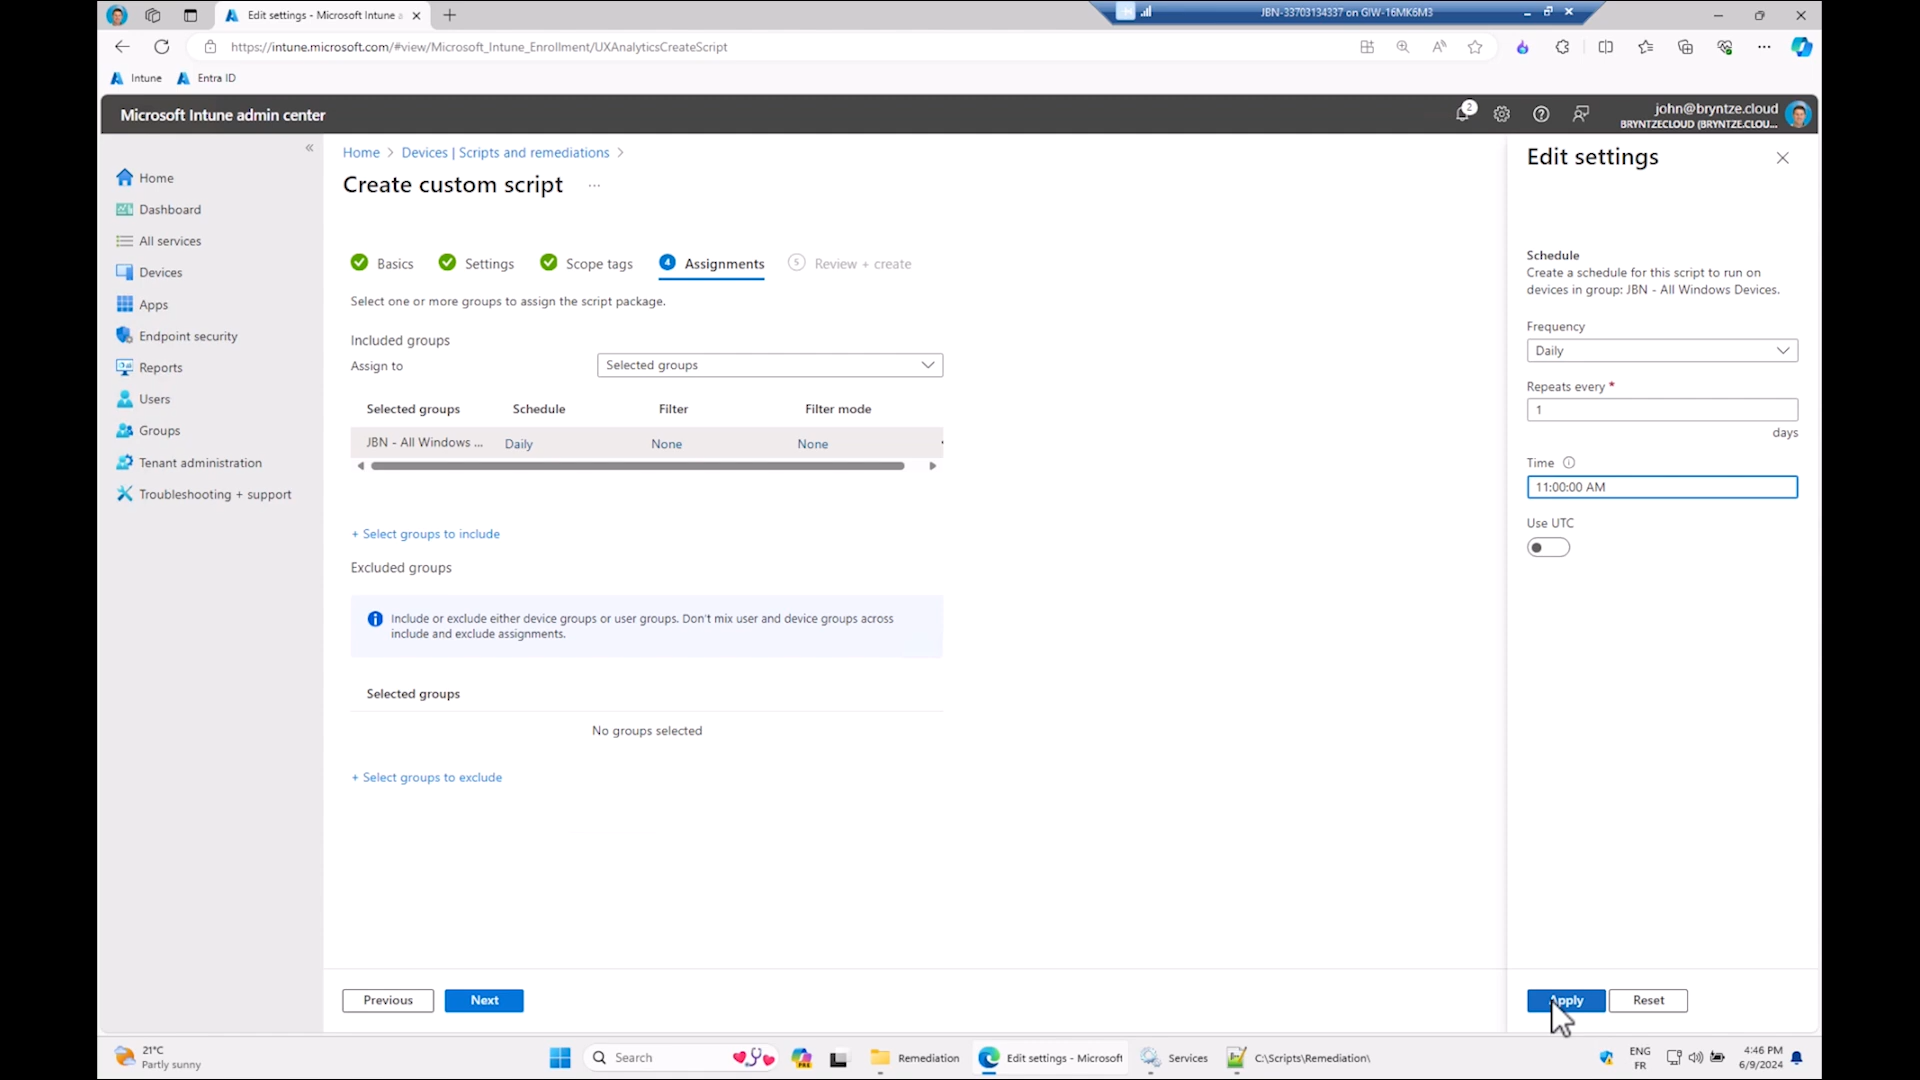 Edit settings - Microsoft Intune a
JBN-33703134337 on GIW-16MK6M3
https://intune.microsoft.com/#view/Microsoft_Intune_Enrollment/UXAnalyticsCreateScript
Intune
Entra ID
Microsoft Intune admin center
2
john@bryntze.cloud
BRYNTZECLOUD (BRYNTZE.CLOU...
Home
Dashboard
All services
Devices
Apps
Endpoint security
Reports
Users
Groups
Tenant administration
Troubleshooting + support
Home > Devices | Scripts and remediations >
Create custom script ...
Basics
Settings
Scope tags
4 Assignments
5 Review + create
Select one or more groups to assign the script package.
Included groups
Assign to
Selected groups
Selected groups Schedule Filter Filter mode
JBN - All Windows ... Daily None None
+ Select groups to include
Excluded groups
Include or exclude either device groups or user groups. Don't mix user and device groups across
include and exclude assignments.
Selected groups
No groups selected
+ Select groups to exclude
Previous
Next
Edit settings
Schedule
Create a schedule for this script to run on
devices in group: JBN - All Windows Devices.
Frequency
Daily
Repeats every *
1
days
Time
11:00:00 AM
Use UTC
Apply
Reset
21°C
Partly sunny
Search
PRE
Remediation
Edit settings - Microsoft
Services
C:\Scripts\Remediation\
ENG
FR
4:46 PM
6/9/2024